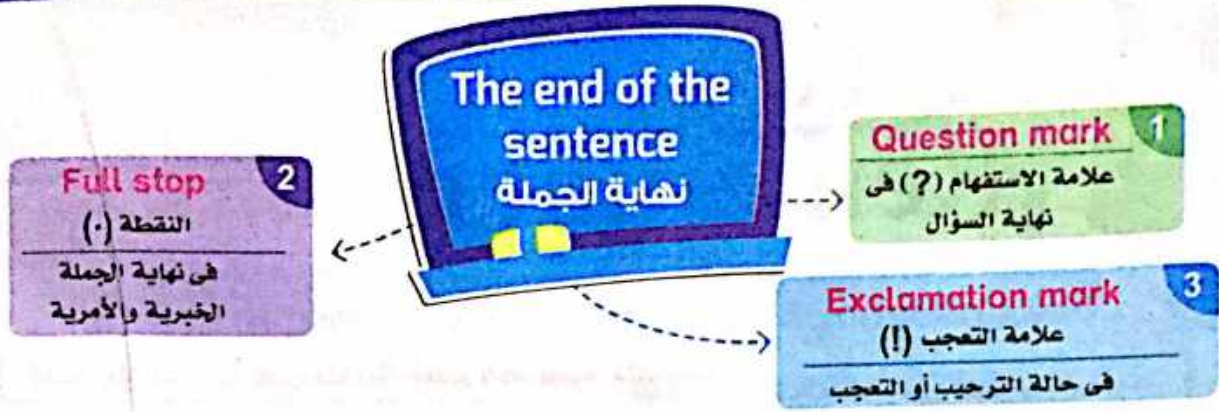 The end of the
sentence
نهاية الجملة
Question mark 1
علامة الاستفهام (?) فى
نهاية السؤال
Full stop 2
النقطة (.)
فى نهاية الجملة
الخبرية والأمرية
Exclamation mark 3
علامة التعجب (!)
فى حالة الترحيب أو التعجب